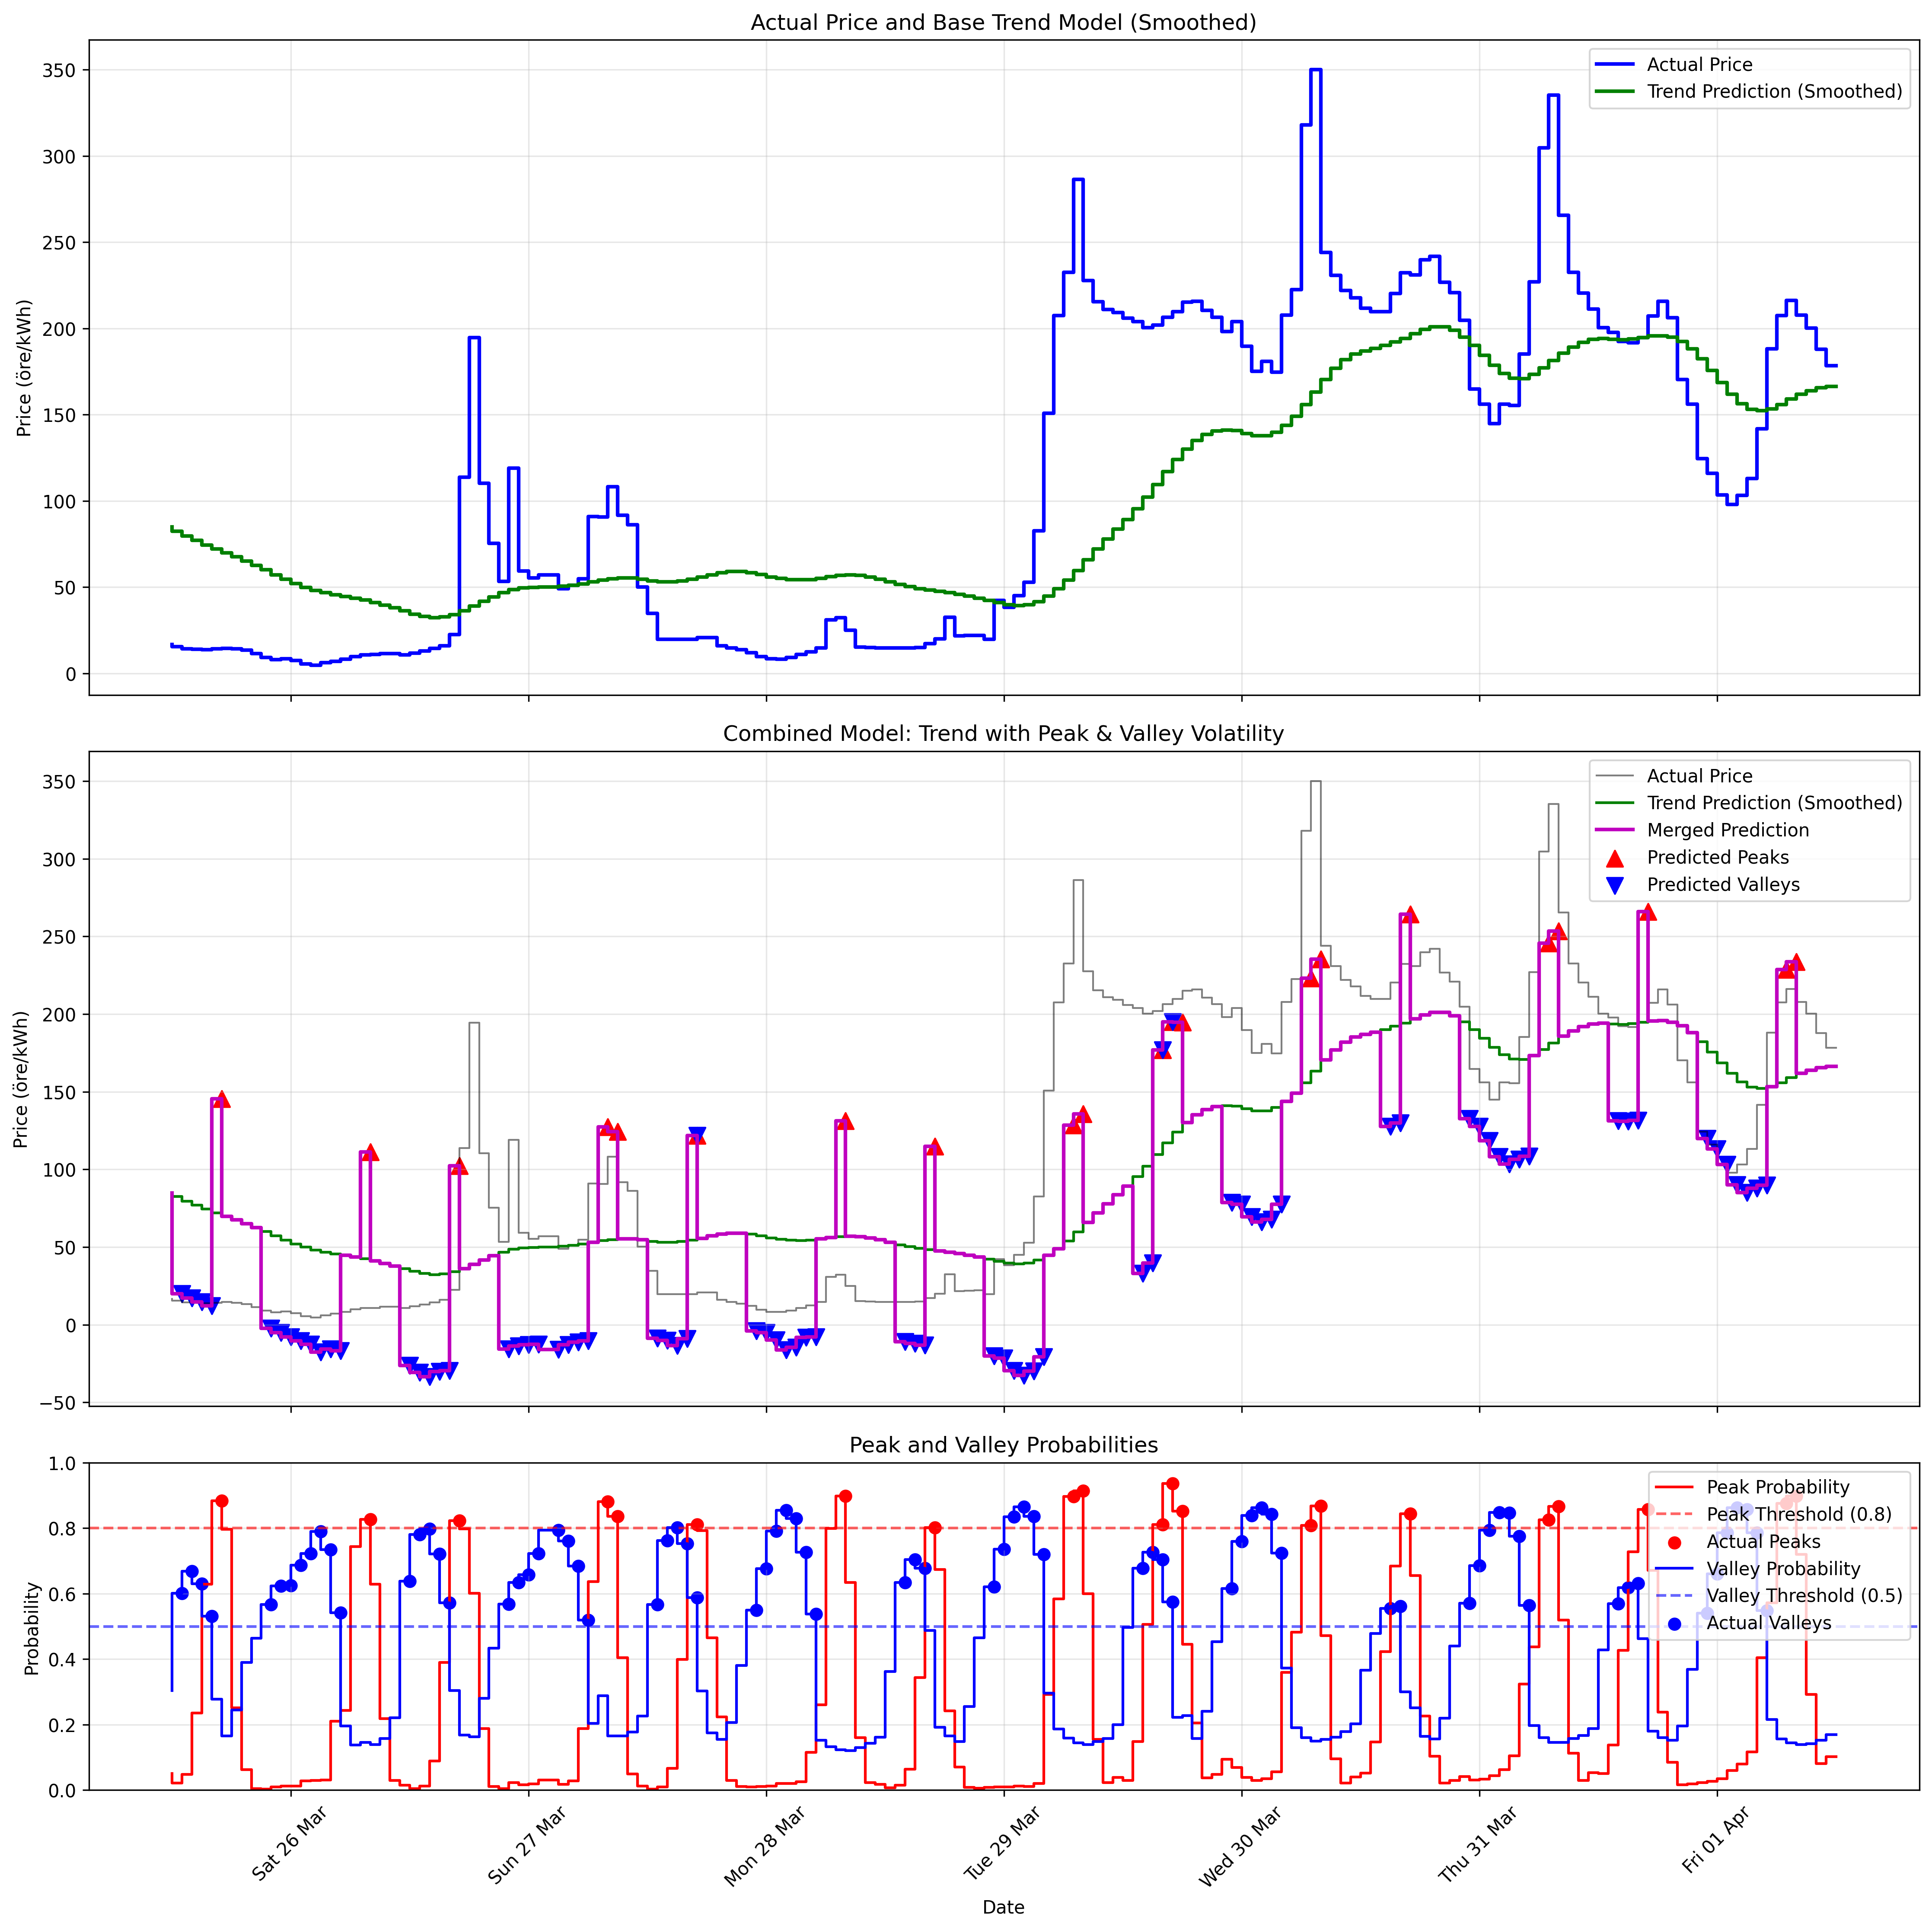 Actual Price and Base Trend Model (Smoothed)
Price (öre/kWh)
350
300
250
200
150
100
50
0
Actual Price
Trend Prediction (Smoothed)
Combined Model: Trend with Peak & Valley Volatility
Price (öre/kWh)
350
300
250
200
150
100
50
0
−50
Actual Price
Trend Prediction (Smoothed)
Merged Prediction
Predicted Peaks
Predicted Valleys
Peak and Valley Probabilities
Probability
1.0
0.8
0.6
0.4
0.2
0.0
Peak Probability
Peak Threshold (0.8)
Actual Peaks
Valley Probability
Valley Threshold (0.5)
Actual Valleys
Sat 26 Mar
Sun 27 Mar
Mon 28 Mar
Tue 29 Mar
Wed 30 Mar
Thu 31 Mar
Fri 01 Apr
Date